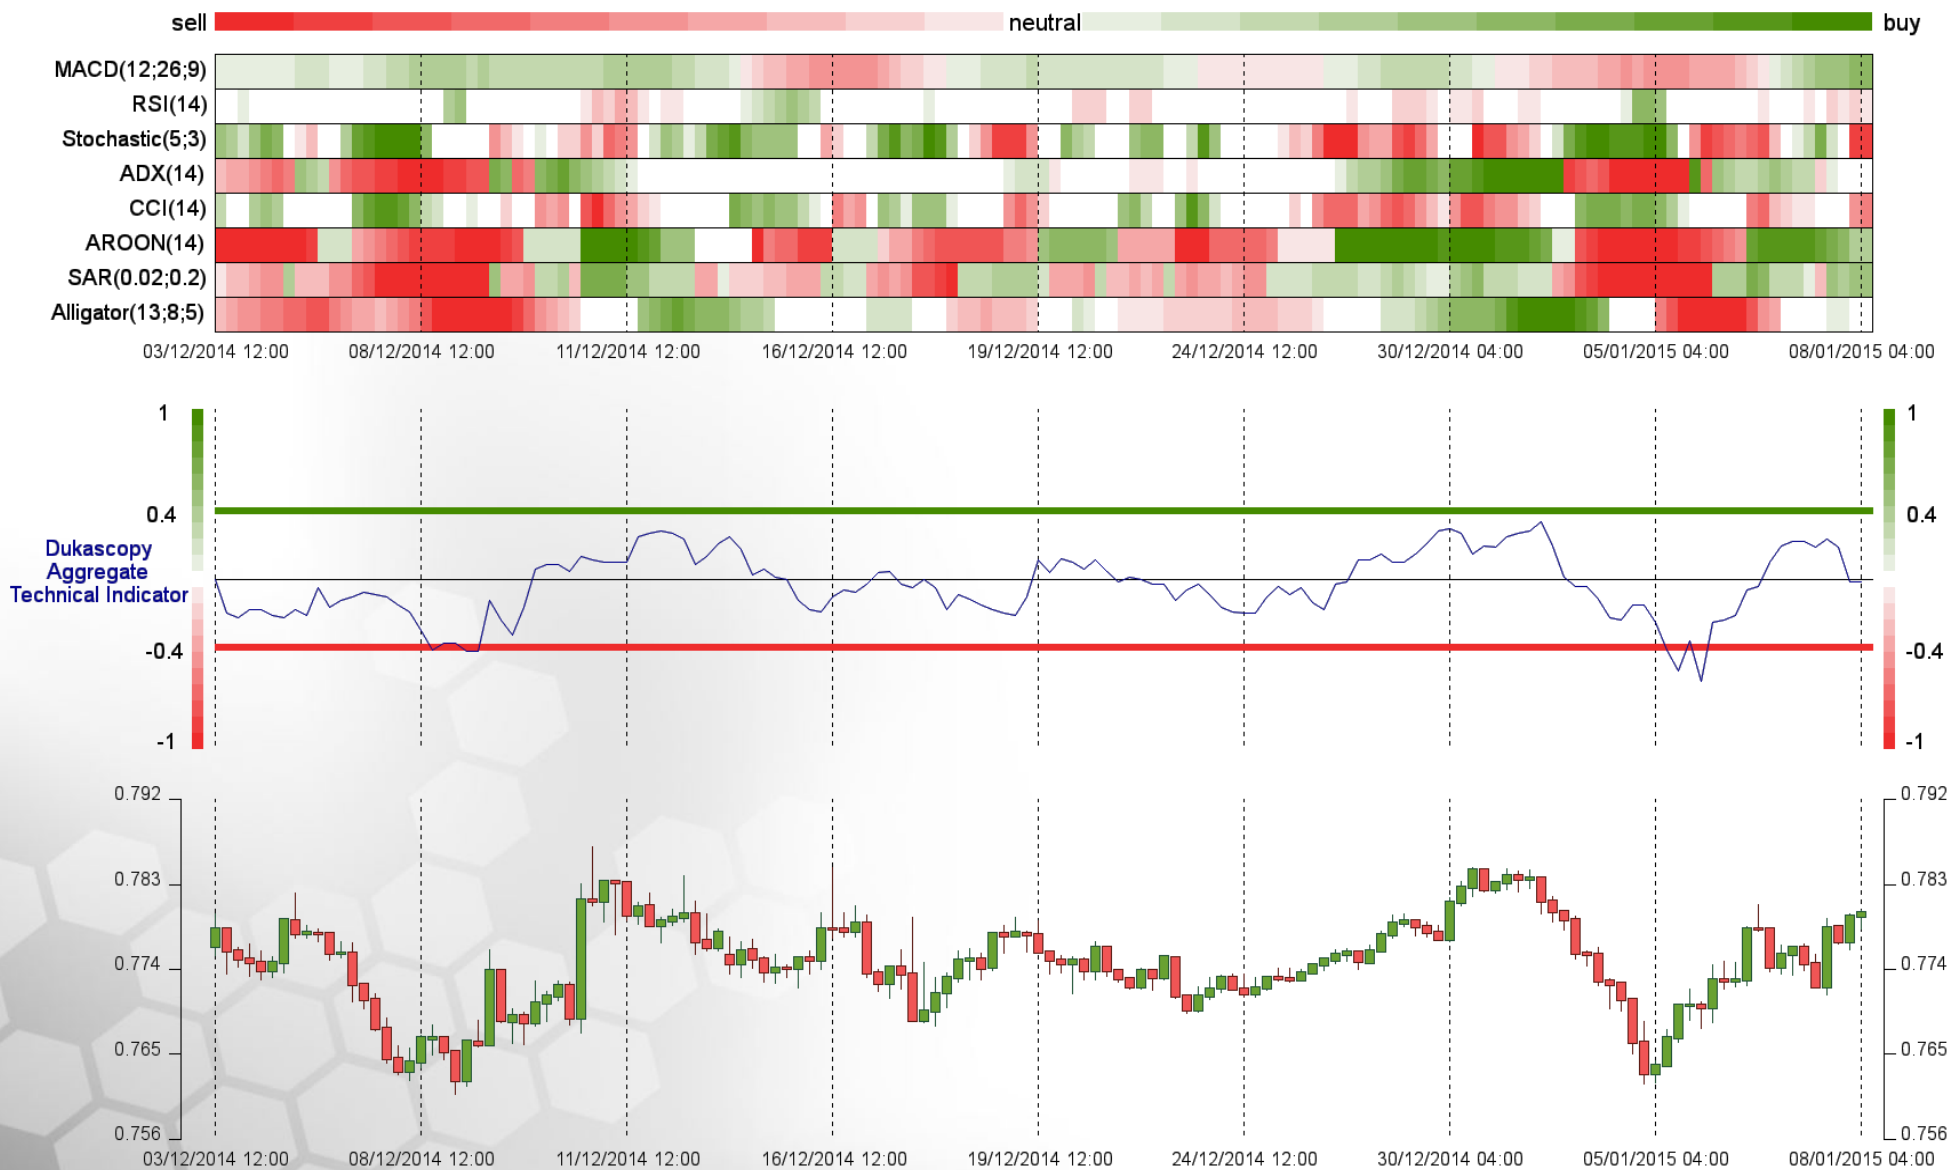 sell neutral buy
MACD(12;26;9)
RSI(14)
Stochastic(5;3)
ADX(14)
CCI(14)
AROON(14)
SAR(0.02;0.2)
Alligator(13;8;5)
03/12/2014 12:00 08/12/2014 12:00 11/12/2014 12:00 16/12/2014 12:00 19/12/2014 12:00 24/12/2014 12:00 30/12/2014 04:00 05/01/2015 04:00 08/01/2015 04:00
1 1
0.4 0.4
Dukascopy
Aggregate
Technical Indicator
-0.4 -0.4
-1 -1
0.792 0.792
0.783 0.783
0.774 0.774
0.765 0.765
0.756 0.756
03/12/2014 12:00 08/12/2014 12:00 11/12/2014 12:00 16/12/2014 12:00 19/12/2014 12:00 24/12/2014 12:00 30/12/2014 04:00 05/01/2015 04:00 08/01/2015 04:00